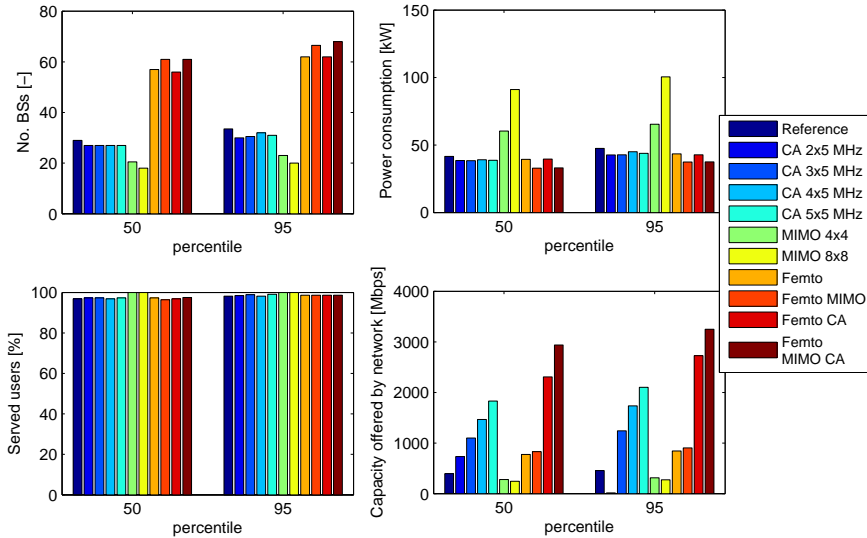 80
60
40
20
0
No. BSs [-]
50
95
percentile
150
100
50
0
Power consumption [kW]
50
95
percentile
Reference
CA 2x5 MHz
CA 3x5 MHz
CA 4x5 MHz
CA 5x5 MHz
MIMO 4x4
MIMO 8x8
Femto
Femto MIMO
Femto CA
Femto
MIMO CA
100
80
60
40
20
0
Served users [%]
50
95
percentile
4000
3000
2000
1000
0
Capacity offered by network [Mbps]
50
95
percentile